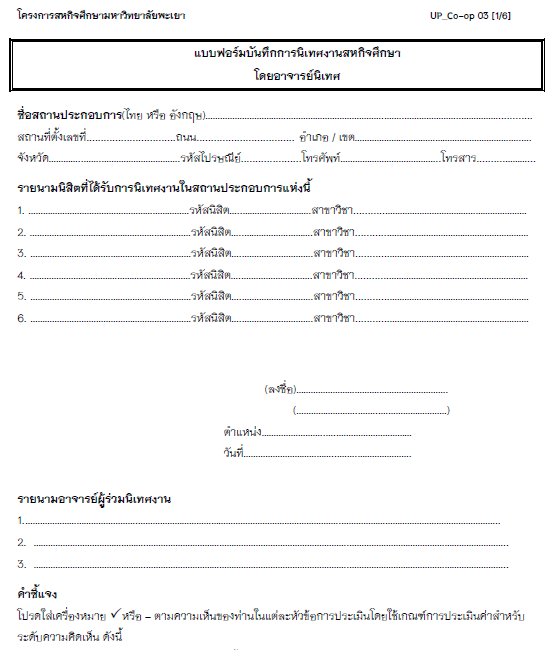 โครงการสหกิจศึกษามหาวิทยาลัยพะเยา UP_Co-op 03 [1/6]
แบบฟอร์มบันทึกการนิเทศงานสหกิจศึกษา
โดยอาจารย์นิเทศ
ชื่อสถานประกอบการ(ไทย หรือ อังกฤษ)....................................................................................
สถานที่ตั้งเลขที่..............................ถนน................................ อำเภอ / เขต............................................................
จังหวัด............................................รหัสไปรษณีย์....................โทรศัพท์..................................โทรสาร....................
รายนามนิสิตที่ได้รับการนิเทศงานในสถานประกอบการแห่งนี้
1. ......................................................รหัสนิสิต............................สาขาวิชา..........................................................
2. ......................................................รหัสนิสิต............................สาขาวิชา..........................................................
3. ......................................................รหัสนิสิต............................สาขาวิชา..........................................................
4. ......................................................รหัสนิสิต............................สาขาวิชา..........................................................
5. ......................................................รหัสนิสิต............................สาขาวิชา..........................................................
6. ......................................................รหัสนิสิต............................สาขาวิชา..........................................................
(ลงชื่อ)...................................................
(...................................................)
ตำแหน่ง...................................................
วันที่.........................................................
รายนามอาจารย์ผู้ร่วมนิเทศงาน
1.................................................................................................................................
2. ..............................................................................................................................
3. ..............................................................................................................................
คำชี้แจง
โปรดใส่เครื่องหมาย ✓ หรือ – ตามความเห็นของท่านในแต่ละหัวข้อการประเมินโดยใช้เกณฑ์การประเมินค่าสำหรับ
ระดับความคิดเห็น ดังนี้